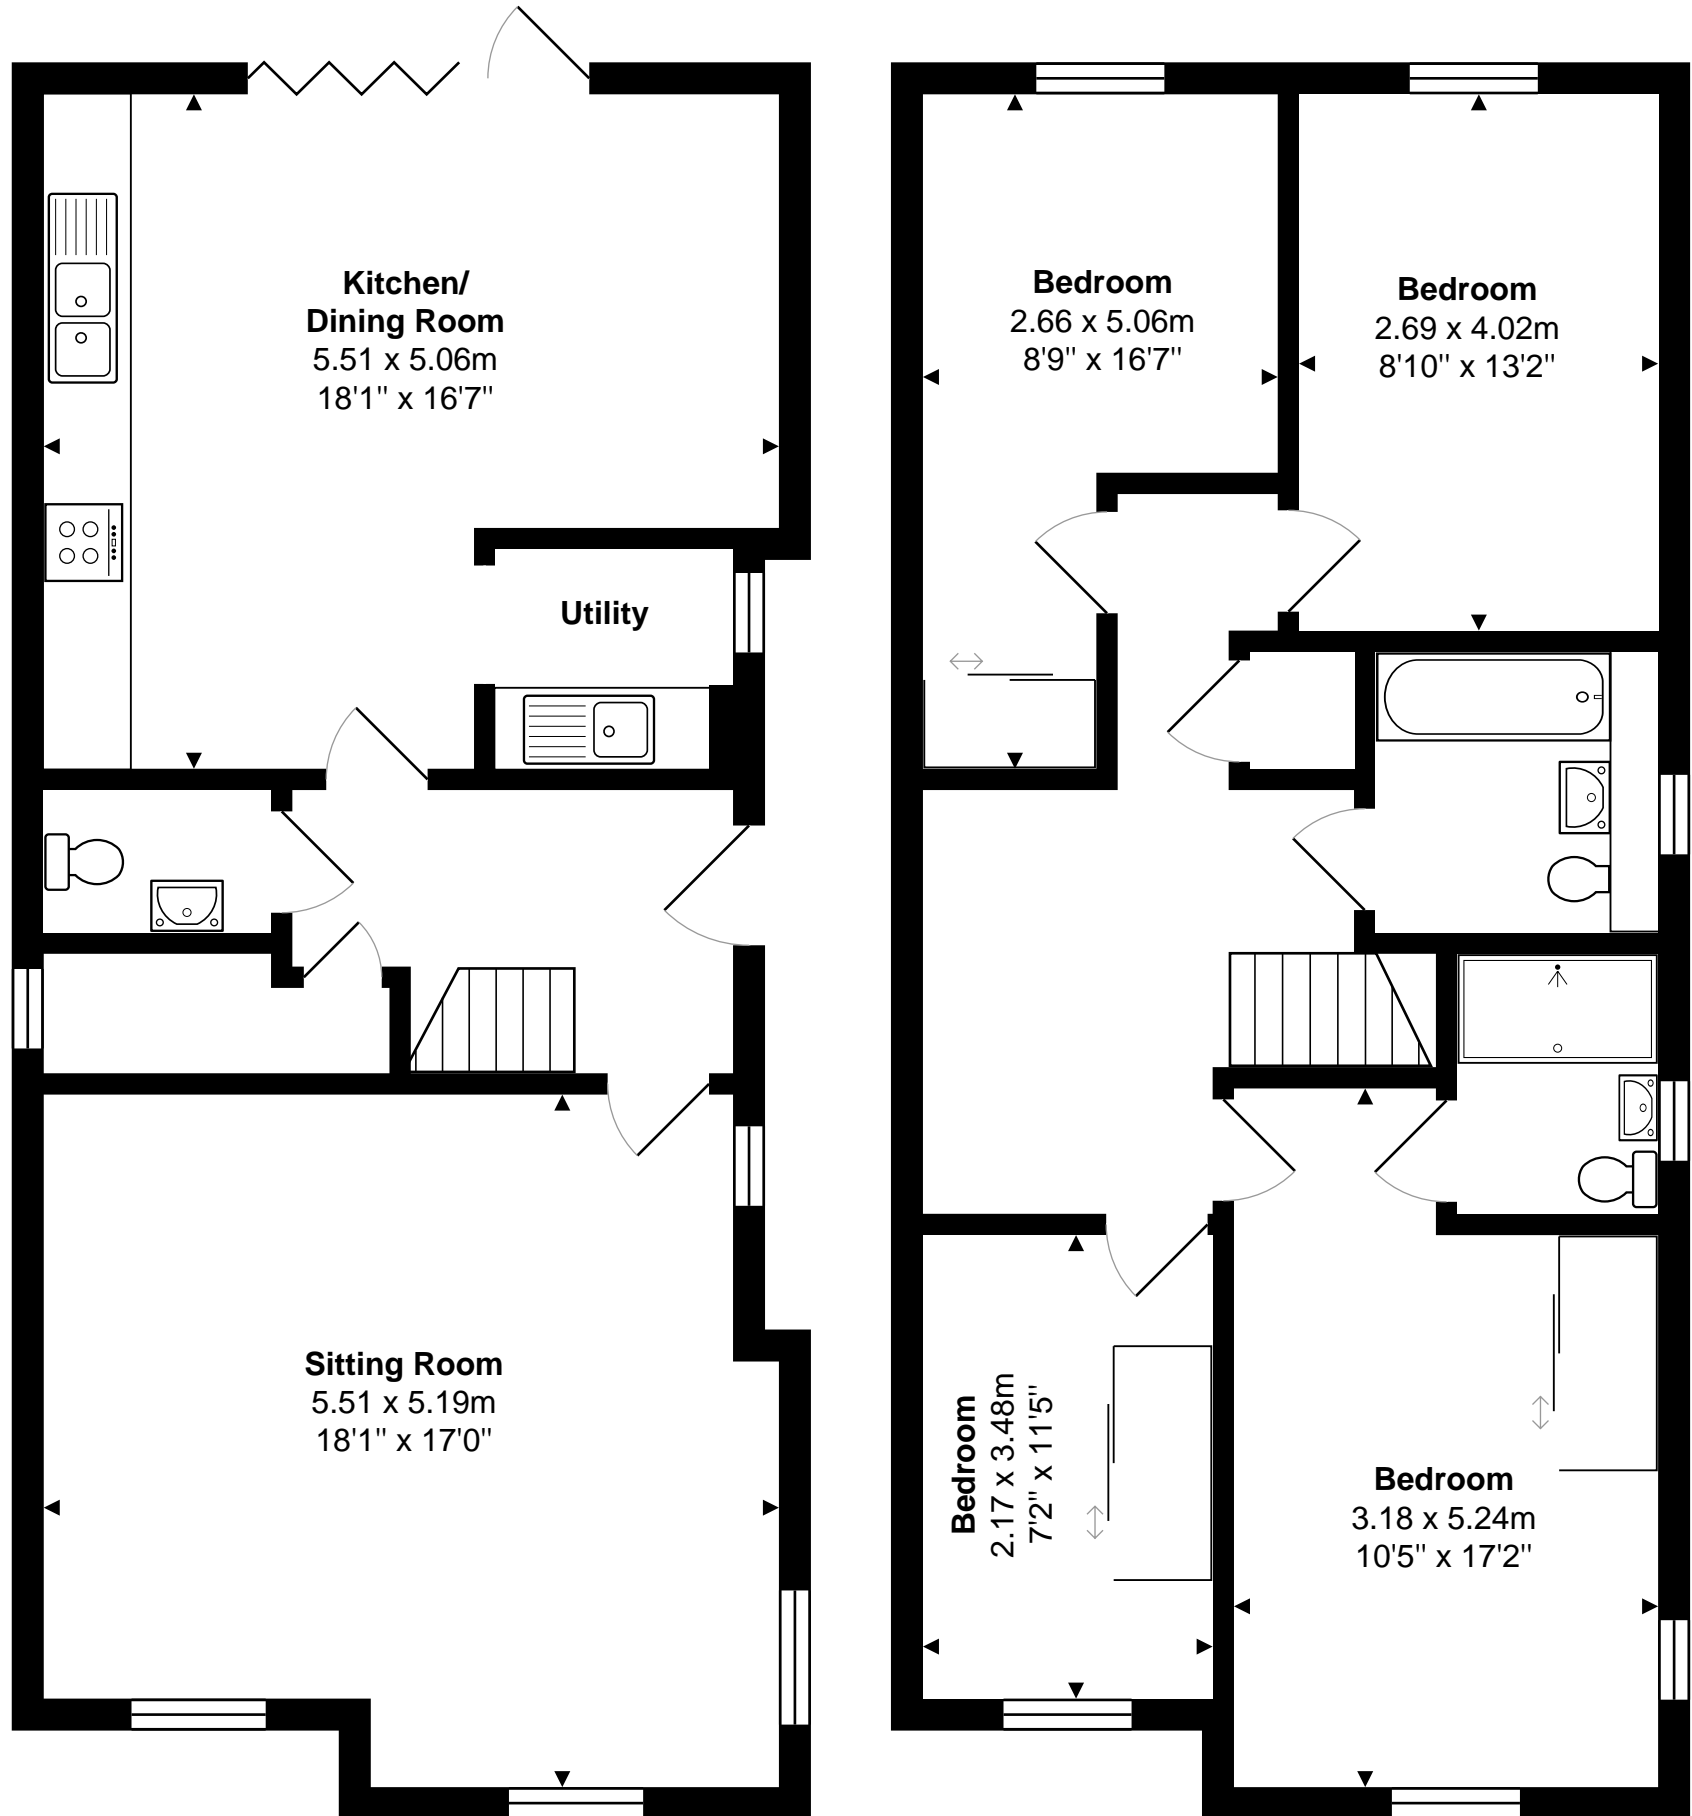 Kitchen/
Dining Room
5.51 x 5.06m
18'1" x 16'7"
Utility
Sitting Room
5.51 x 5.19m
18'1" x 17'0"
Bedroom
2.66 x 5.06m
8'9" x 16'7"
Bedroom
2.69 x 4.02m
8'10" x 13'2"
Bedroom
2.17 x 3.48m
7'2" x 11'5"
Bedroom
3.18 x 5.24m
10'5" x 17'2"